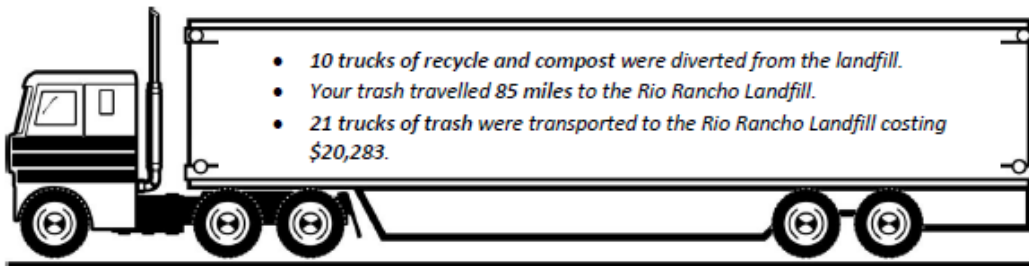 • 10 trucks of recycle and compost were diverted from the landfill.
• Your trash travelled 85 miles to the Rio Rancho Landfill.
• 21 trucks of trash were transported to the Rio Rancho Landfill costing
$20,283.